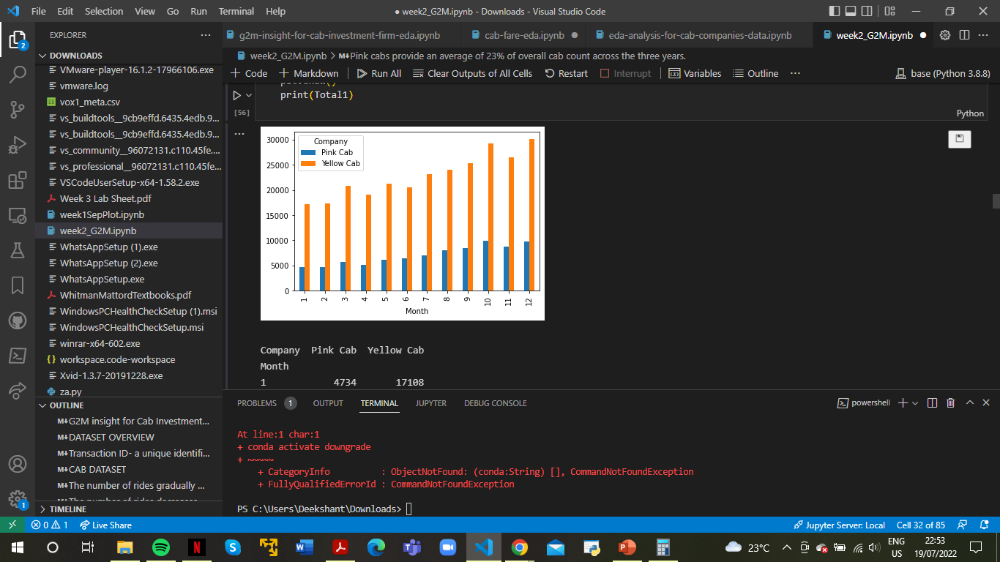 File Edit Selection View Go Run Terminal Help
● week2_G2M.ipynb - Downloads - Visual Studio Code
EXPLORER
DOWNLOADS
VMware-player-16.1.2-17966106.exe
vmware.log
vox1_meta.csv
vs_buildtools__9cb9effd.6435.4edb.9...
vs_buildtools__9cb9effd.6435.4edb.9...
vs_community__96072131.c110.45fe....
vs_professional__96072131.c110.45fe...
VSCodeUserSetup-x64-1.58.2.exe
Week 3 Lab Sheet.pdf
week1SepPlot.ipynb
week2_G2M.ipynb
WhatsAppSetup (1).exe
WhatsAppSetup (2).exe
WhatsAppSetup.exe
WhitmanMattordTextbooks.pdf
WindowsPCHealthCheckSetup (1).msi
WindowsPCHealthCheckSetup.msi
winrar-x64-602.exe
workspace.code-workspace
Xvid-1.3.7-20191228.exe
za.py
OUTLINE
G2M insight for Cab Investment...
DATASET OVERVIEW
Transaction ID- a unique identifi...
CAB DATASET
The number of rides gradually ...
The number of rides decreases
TIMELINE
g2m-insight-for-cab-investment-firm-eda.ipynb cab-fare-eda.ipynb ● eda-analysis-for-cab-companies-data.ipynb week2_G2M.ipynb ●
week2_G2M.ipynb > M↓Pink cabs provide an average of 23% of overall cab count across the three years.
+ Code + Markdown Run All Clear Outputs of All Cells Restart Interrupt Variables Outline ··· base (Python 3.8.8)
plt.show()
print(Total1)
[56]
Python
Company
Pink Cab
Yellow Cab
30000
25000
20000
15000
10000
5000
0
1 2 3 4 5 6 7 8 9 10 11 12
Month
Company Pink Cab Yellow Cab
Month
1 4734 17108
PROBLEMS 1 OUTPUT TERMINAL JUPYTER DEBUG CONSOLE
powershell
At line:1 char:1
+ conda activate downgrade
+ ~~~~~
+ CategoryInfo : ObjectNotFound: (conda:String) [], CommandNotFoundException
+ FullyQualifiedErrorId : CommandNotFoundException
PS C:\Users\Deekshant\Downloads>
0 1 Live Share
Jupyter Server: Local Cell 32 of 85
23°C
ENG
US
22:53
19/07/2022